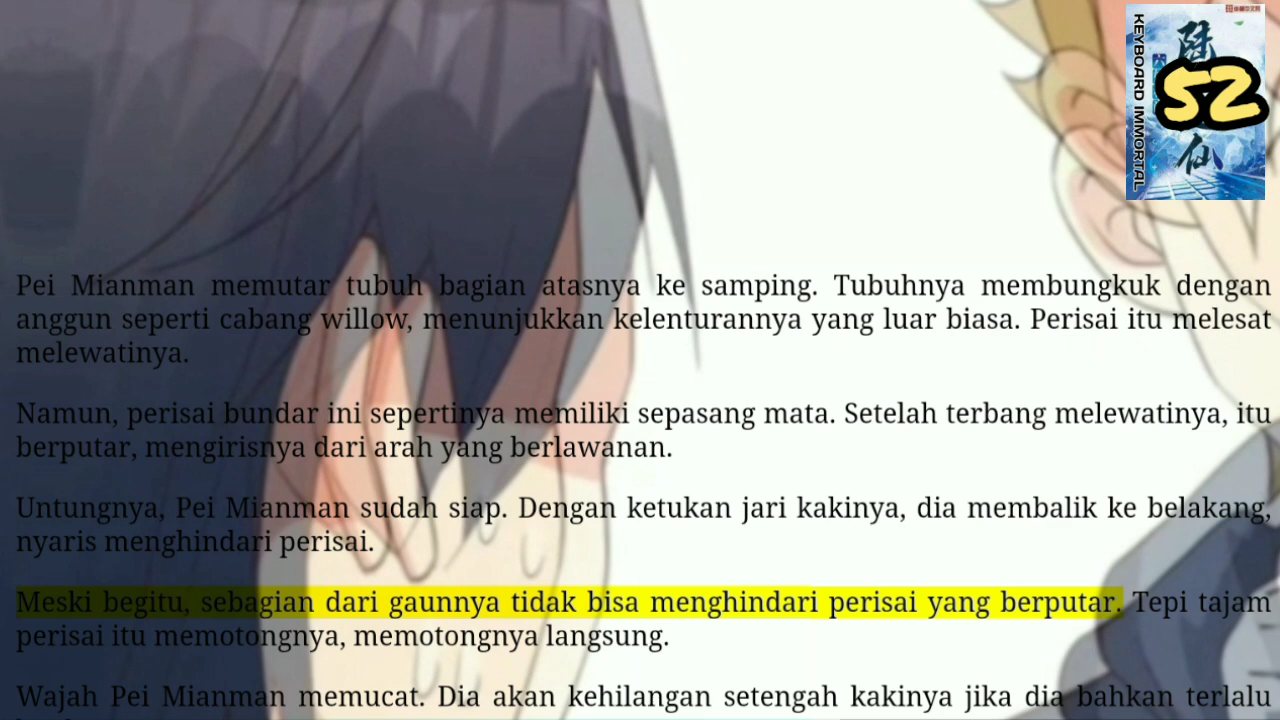 KEYBOARD IMMORTAL
52
仙
Pei Mianman memutar tubuh bagian atasnya ke samping. Tubuhnya membungkuk dengan
anggun seperti cabang willow, menunjukkan kelenturannya yang luar biasa. Perisai itu melesat
melewatinya.
Namun, perisai bundar ini sepertinya memiliki sepasang mata. Setelah terbang melewatinya, itu
berputar, mengirisnya dari arah yang berlawanan.
Untungnya, Pei Mianman sudah siap. Dengan ketukan jari kakinya, dia membalik ke belakang,
nyaris menghindari perisai.
Meski begitu, sebagian dari gaunnya tidak bisa menghindari perisai yang berputar. Tepi tajam
perisai itu memotongnya, memotongnya langsung.
Wajah Pei Mianman memucat. Dia akan kehilangan setengah kakinya jika dia bahkan terlalu